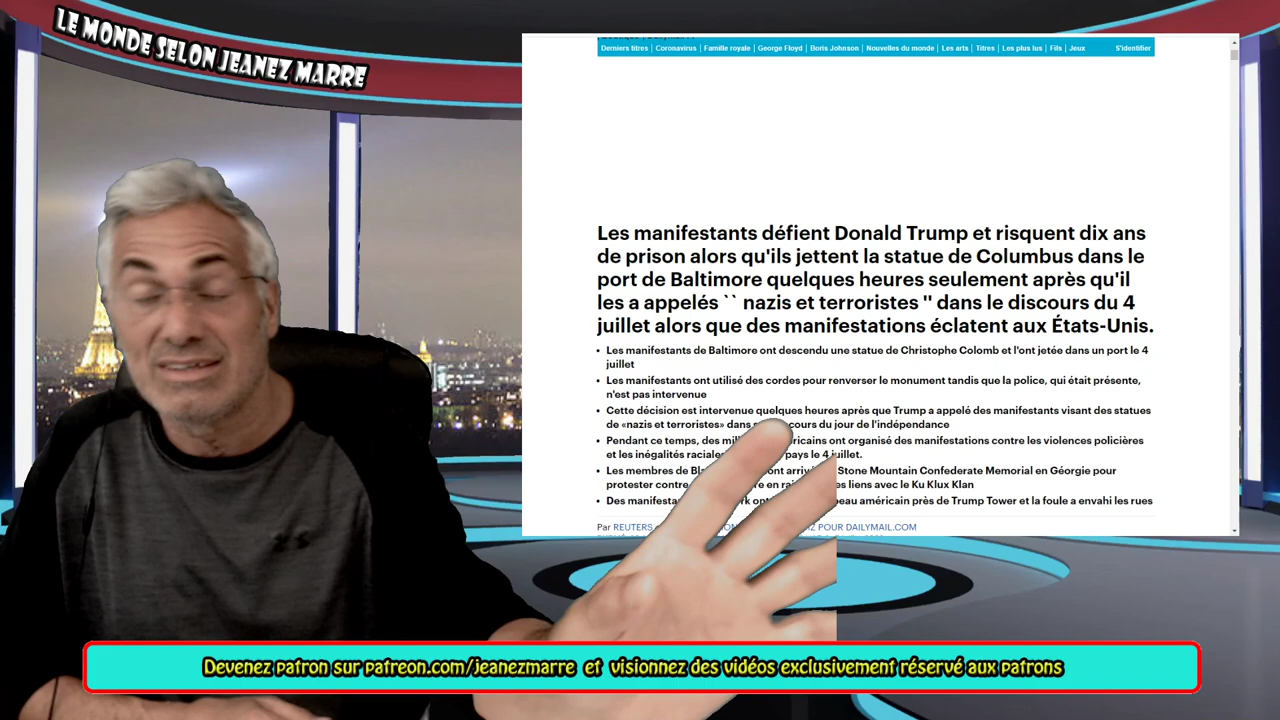 LE MONDE SELON JEANEZ MARRE
Derniers titres | Coronavirus | Famille royale | George Floyd | Boris Johnson | Nouvelles du monde | Les arts | Titres | Les plus lus | Fils | Jeux S'identifier
Les manifestants défient Donald Trump et risquent dix ans
de prison alors qu'ils jettent la statue de Columbus dans le
port de Baltimore quelques heures seulement après qu'il
les a appelés `` nazis et terroristes '' dans le discours du 4
juillet alors que des manifestations éclatent aux États-Unis.
• Les manifestants de Baltimore ont descendu une statue de Christophe Colomb et l'ont jetée dans un port le 4
juillet
• Les manifestants ont utilisé des cordes pour renverser le monument tandis que la police, qui était présente,
n'est pas intervenue
• Cette décision est intervenue quelques heures après que Trump a appelé des manifestants visant des statues
de «nazis et terroristes» dans cours du jour de l'indépendance
• Pendant ce temps, des ricains ont organisé des manifestations contre les violences policières
et les inégalités raciales pays le 4 juillet.
• Les membres de ont Stone Mountain Confederate Memorial en Géorgie pour
protester contre en es liens avec le Ku Klux Klan
• Des eau américain près de Trump Tower et la foule a envahi les rues
Par REUTERS POUR DAILYMAIL.COM
Devenez patron sur patreon.com/jeanezmarre et visionnez des vidéos exclusivement réservé aux patrons